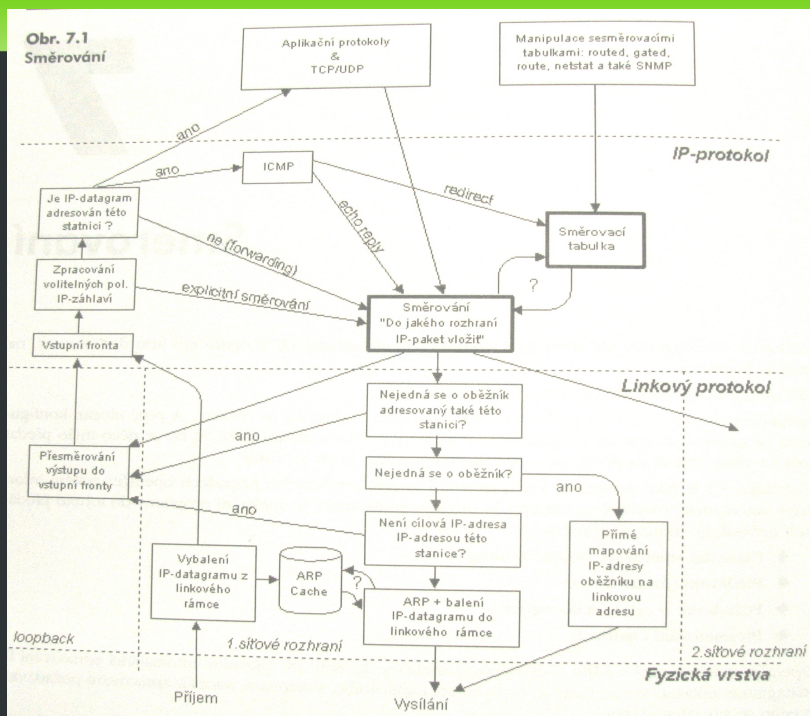 Obr. 7.1
Směrování
Aplikační protokoly
&
TCP/UDP
Manipulace sesměrovacími
tabulkami: routed, gated,
route, netstat a také SNMP
ano
IP-protokol
ano
ICMP
redirect
echo reply
Je IP-datagram
adresován této
statnici ?
ne (forwarding)
Směrovací
tabulka
Zpracování
volitelných pol.
IP-záhlaví
explicitní směrování
?
Směrování
"Do jakého rozhraní
IP-paket vložit"
Vstupní fronta
Linkový protokol
Nejedná se o oběžník
adresovaný také této
stanici?
ano
Přesměrování
výstupu do
vstupní fronty
Nejedná se o oběžník?
ano
ano
Není cílová IP-adresa
IP-adresou této
stanice?
Přímé
mapování
IP-adresy
oběžníku na
linkovou
adresu
Vybalení
IP-datagramu z
linkového
rámce
ARP
Cache
?
ARP + balení
IP-datagramu do
linkového rámce
loopback
1.síťové rozhraní
2.síťové rozhraní
Fyzická vrstva
Příjem
Vysílání